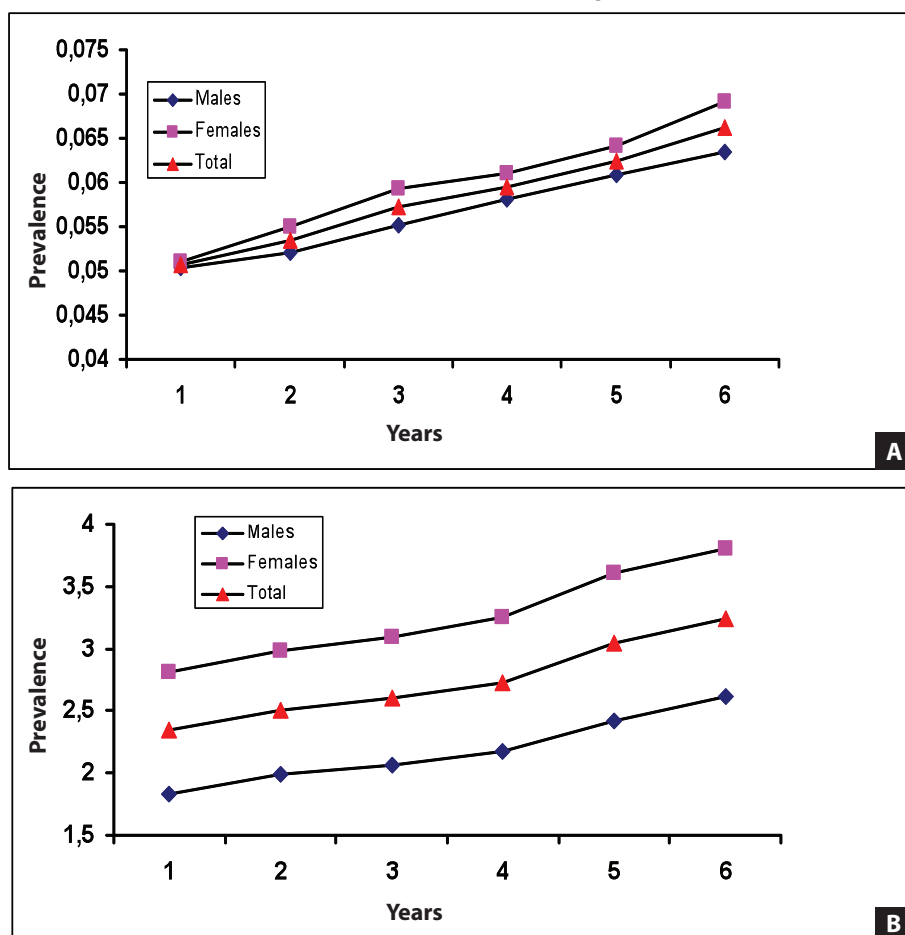 0,075
0,07
0,065
0,06
0,055
0,05
0,045
0,04
Prevalence
Males
Females
Total
1 2 3 4 5 6
Years
A
4
3,5
3
2,5
2
1,5
Prevalence
Males
Females
Total
1 2 3 4 5 6
Years
B